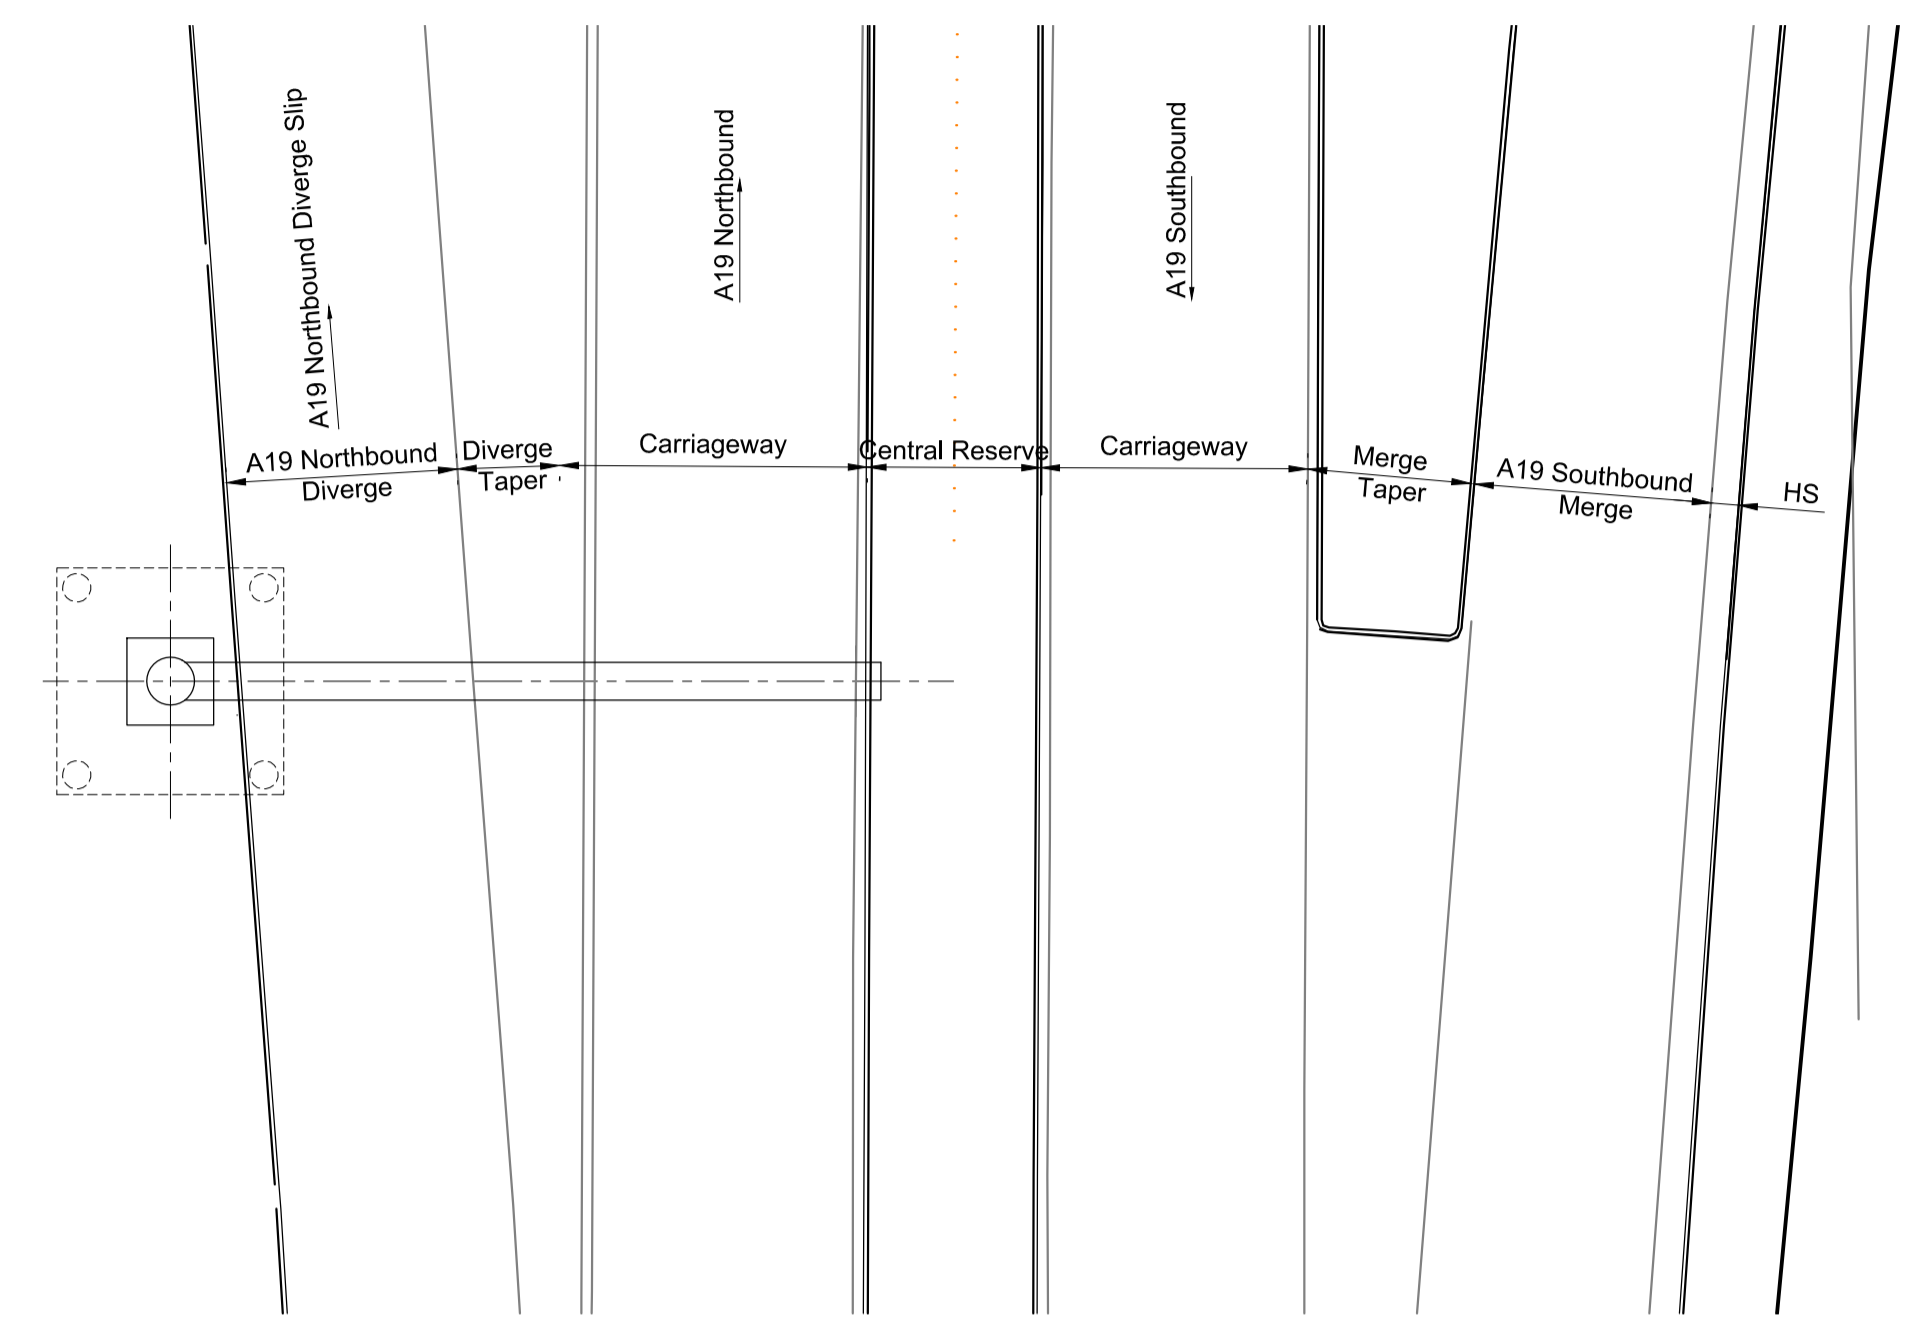 A19 Northbound Diverge Slip
A19 Northbound
A19 Southbound
A19 Northbound
Diverge
Diverge
Taper
Carriageway
Central Reserve
Carriageway
Merge
Taper
A19 Southbound
Merge
HS